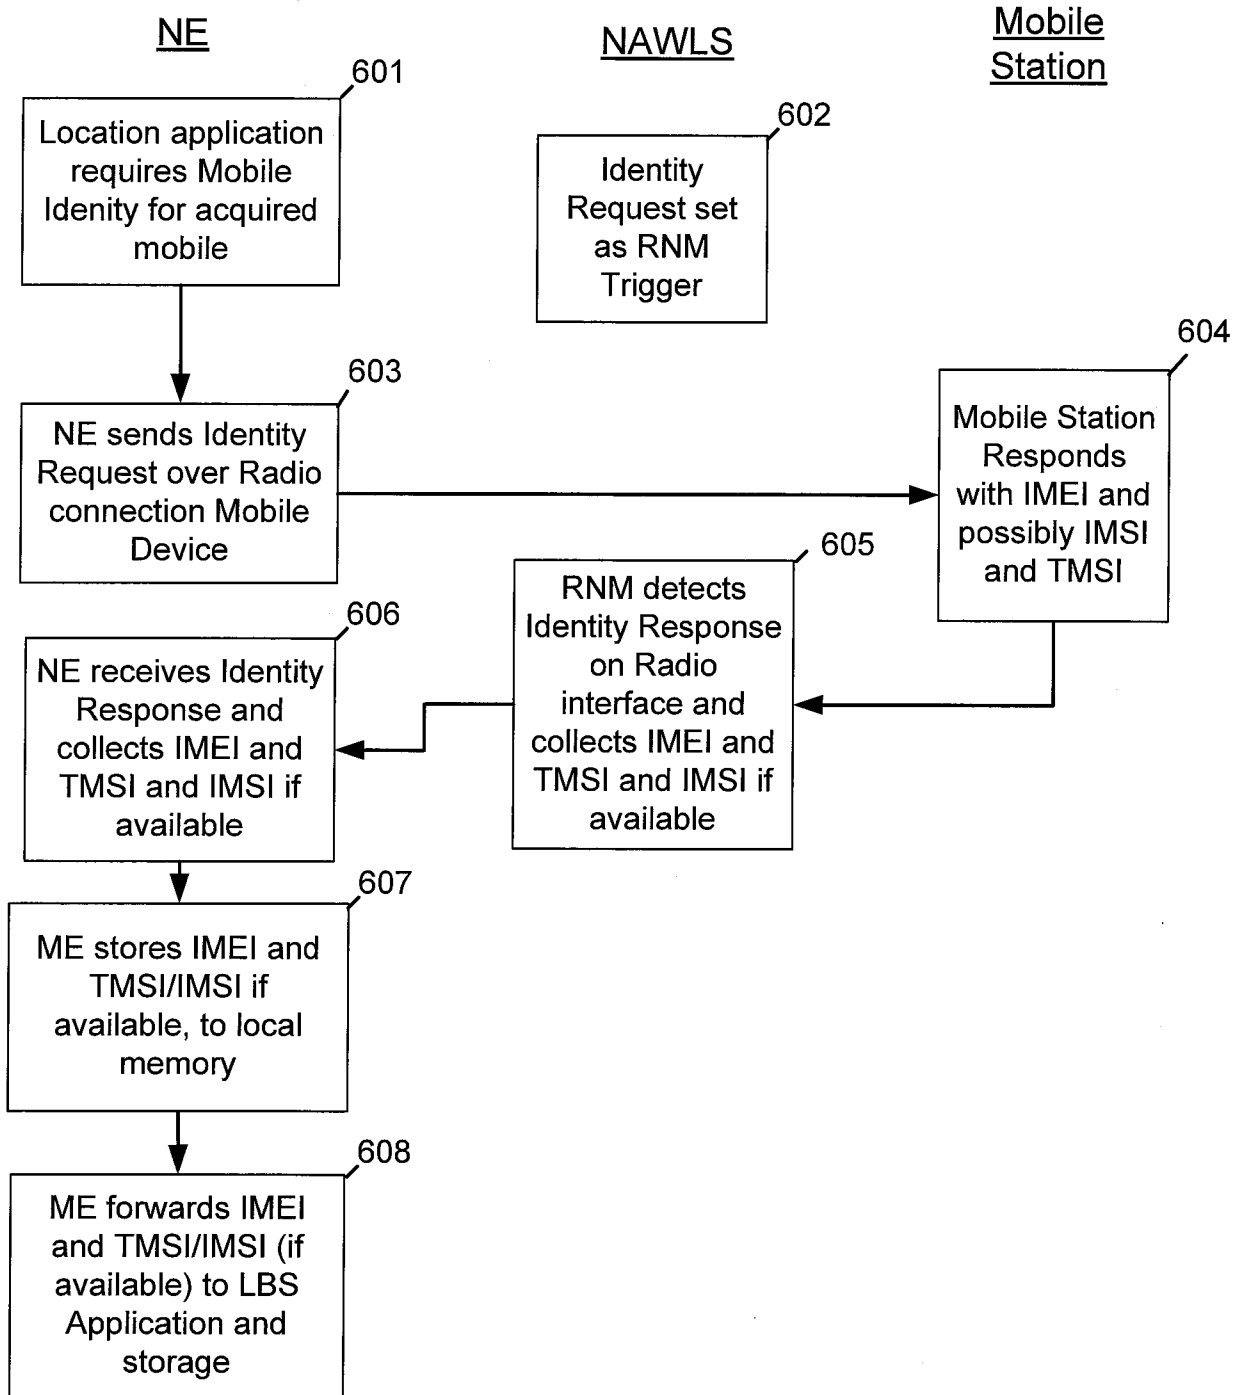 NE
NAWLS
Mobile
Station
601
Location application
requires Mobile
Idenity for acquired
mobile
602
Identity
Request set
as RNM
Trigger
603
NE sends Identity
Request over Radio
connection Mobile
Device
604
Mobile Station
Responds
with IMEI and
possibly IMSI
and TMSI
605
RNM detects
Identity Response
on Radio
interface and
collects IMEI and
TMSI and IMSI if
available
606
NE receives Identity
Response and
collects IMEI and
TMSI and IMSI if
available
607
ME stores IMEI and
TMSI/IMSI if
available, to local
memory
608
ME forwards IMEI
and TMSI/IMSI (if
available) to LBS
Application and
storage